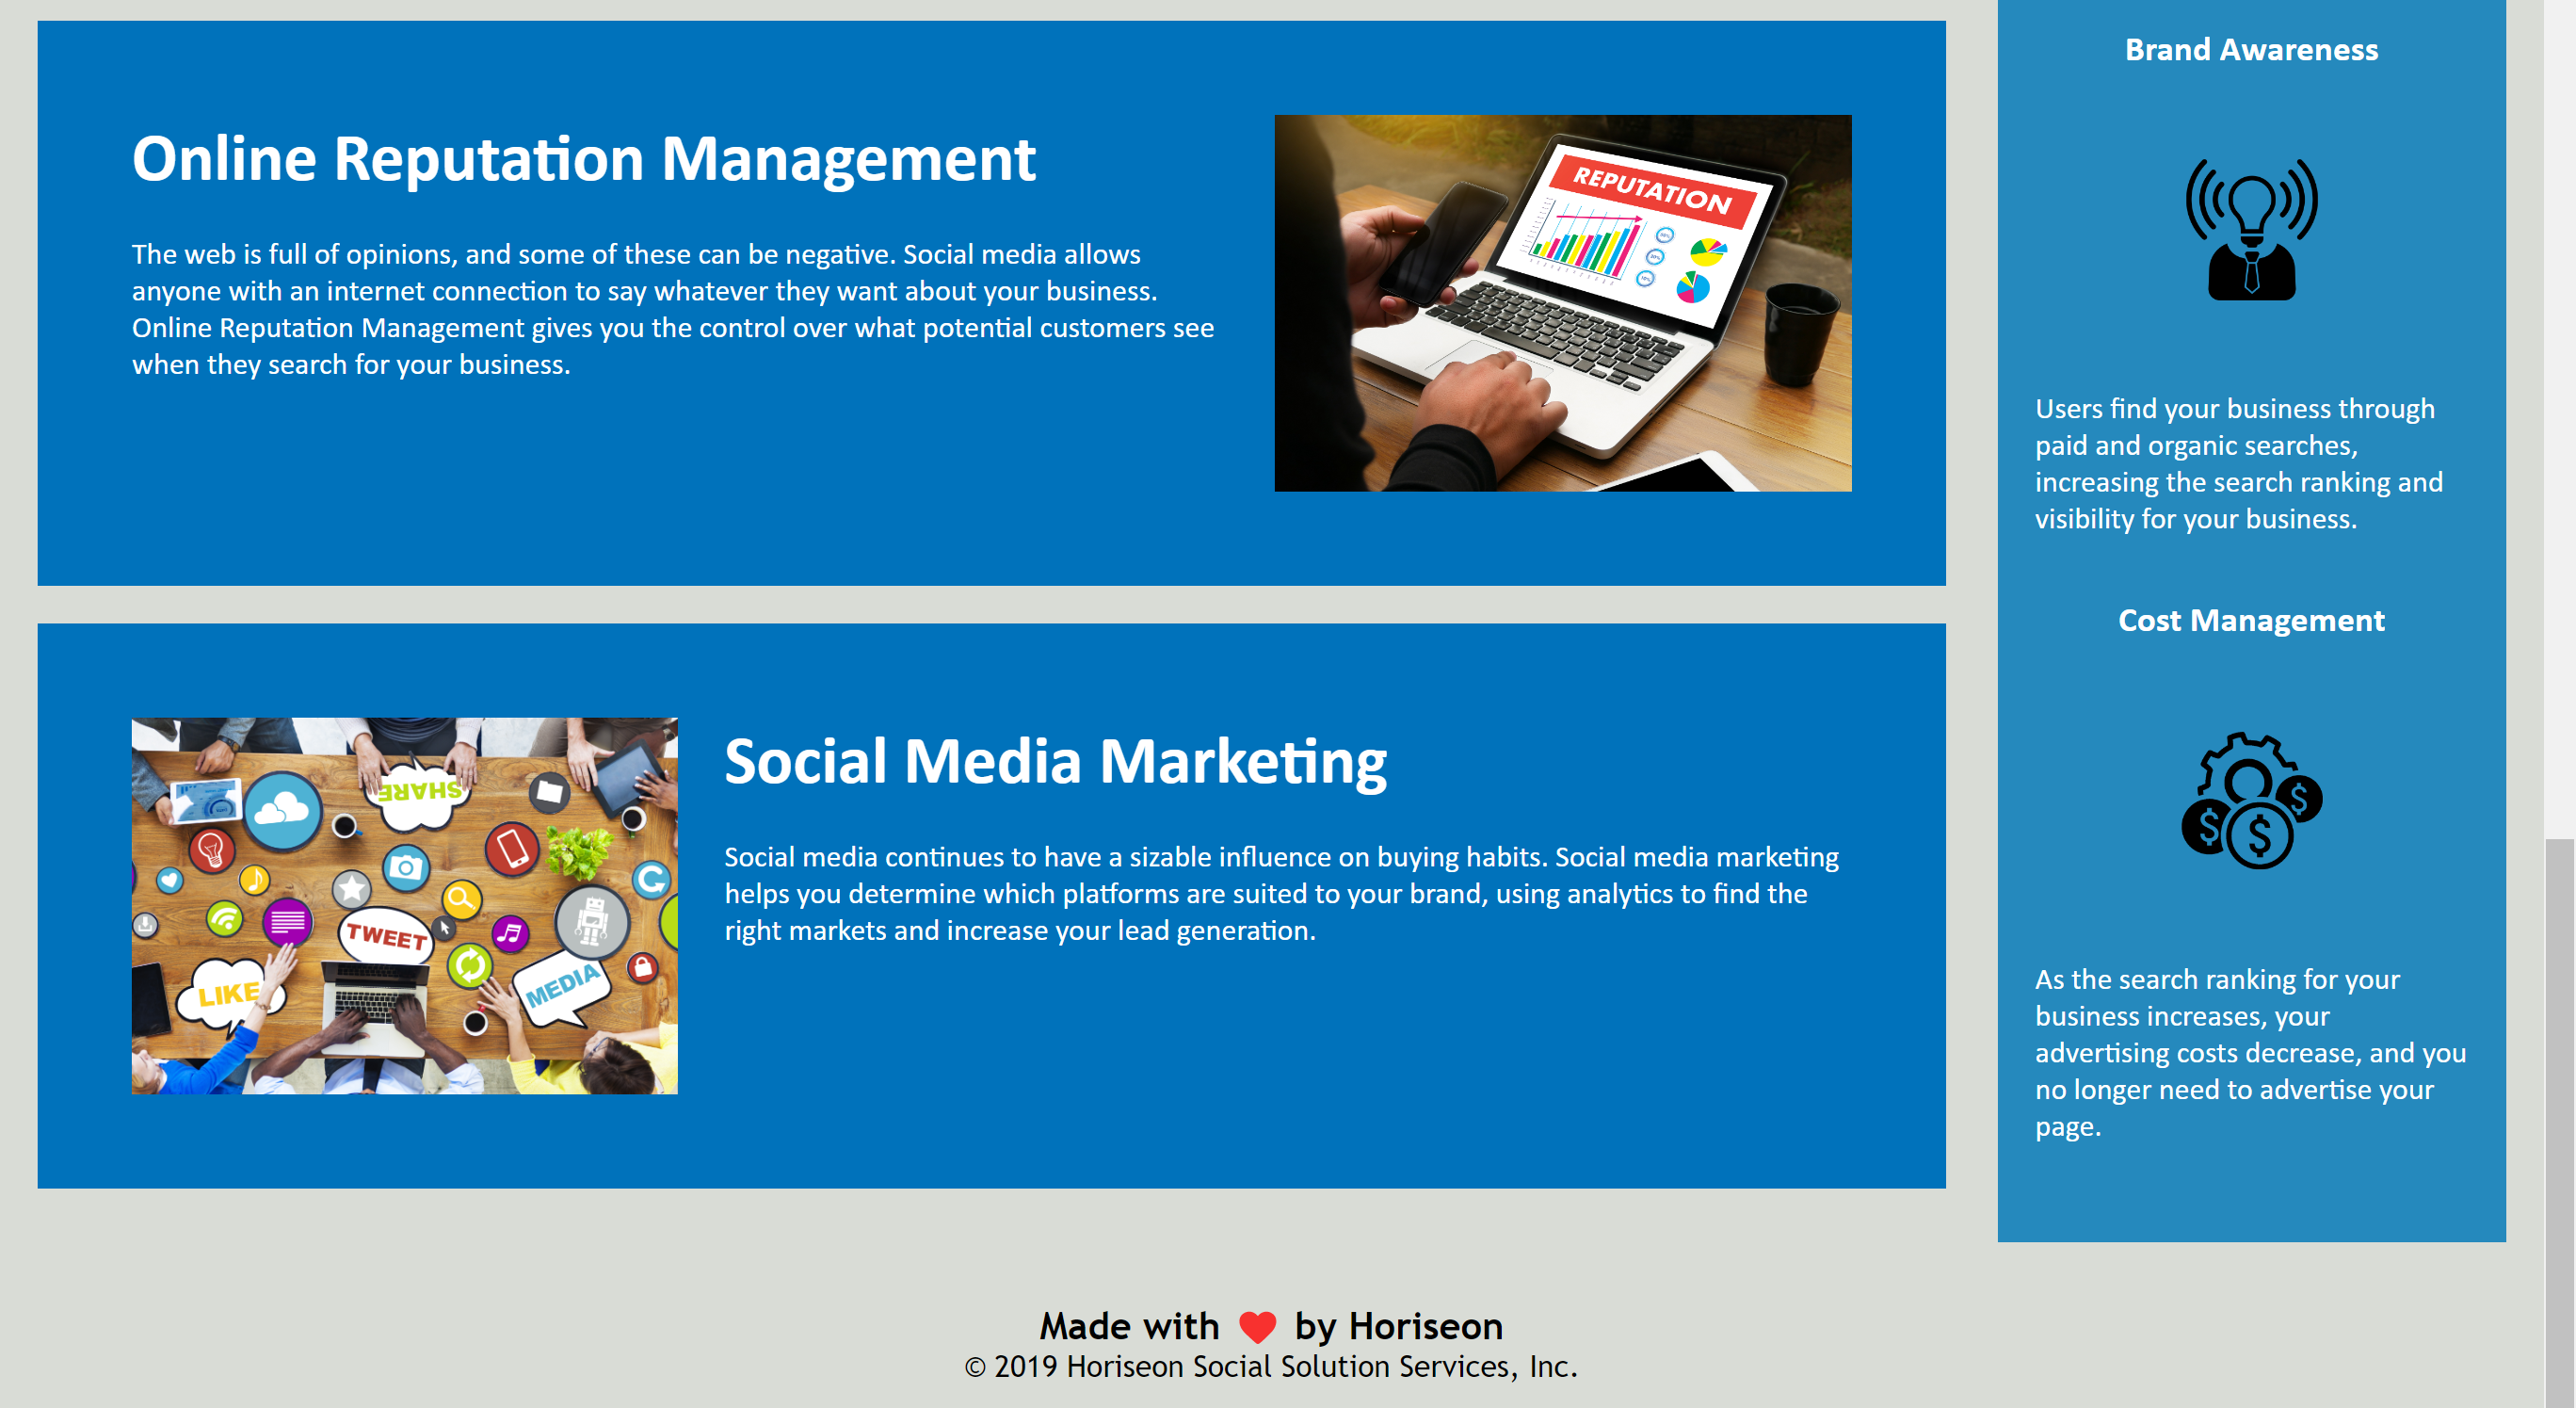 Online Reputation Management
The web is full of opinions, and some of these can be negative. Social media allows
anyone with an internet connection to say whatever they want about your business.
Online Reputation Management gives you the control over what potential customers see
when they search for your business.
REPUTATION
SHARE
TWEET
LIKE
MEDIA
Social Media Marketing
Social media continues to have a sizable influence on buying habits. Social media marketing
helps you determine which platforms are suited to your brand, using analytics to find the
right markets and increase your lead generation.
Brand Awareness
Users find your business through
paid and organic searches,
increasing the search ranking and
visibility for your business.
Cost Management
$ $ $
As the search ranking for your
business increases, your
advertising costs decrease, and you
no longer need to advertise your
page.
Made with ❤ by Horiseon
© 2019 Horiseon Social Solution Services, Inc.